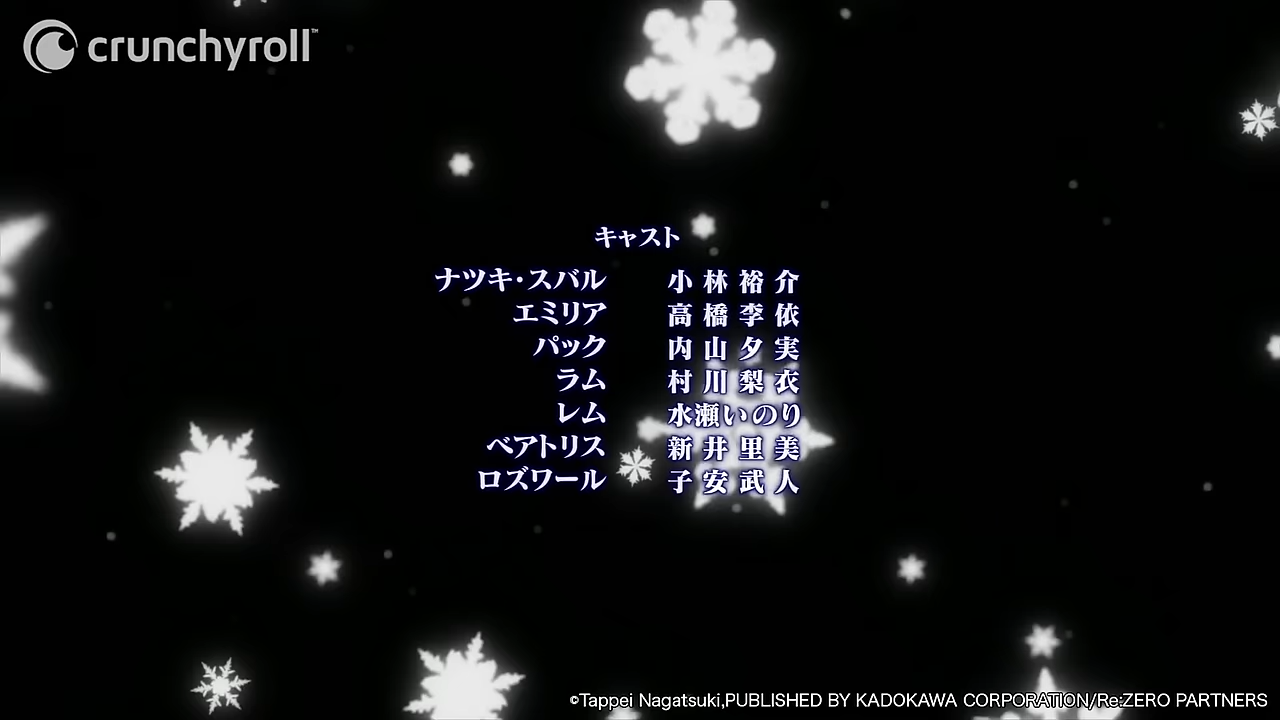 crunchyroll™
キャスト
ナツキ・スバル 小林裕介
エミリア 高橋李依
パック 内山夕実
ラム 村川梨衣
レム 水瀬いのり
ベアトリス 新井里美
ロズワール 子安武人
©Tappei Nagatsuki,PUBLISHED BY KADOKAWA CORPORATION/Re:ZERO PARTNERS